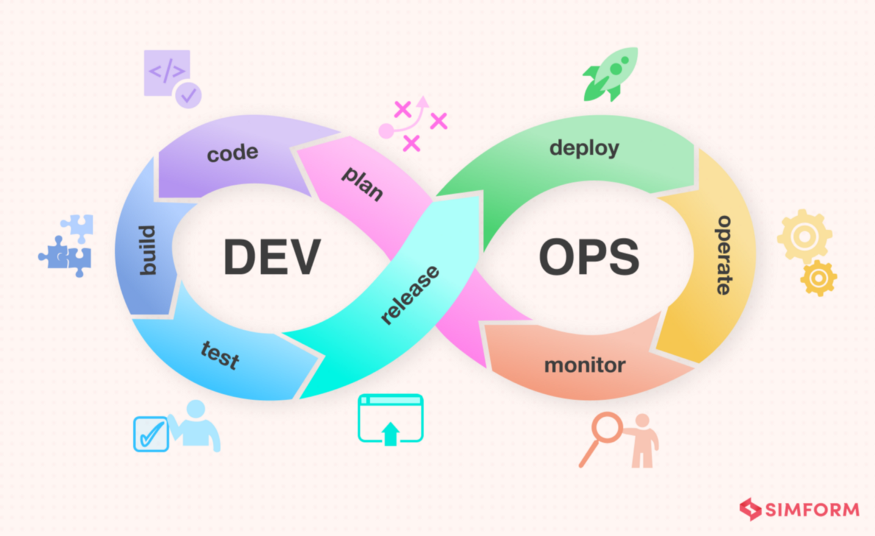 </>
code
plan
build
DEV
test
release
deploy
OPS
operate
monitor
SIMFORM